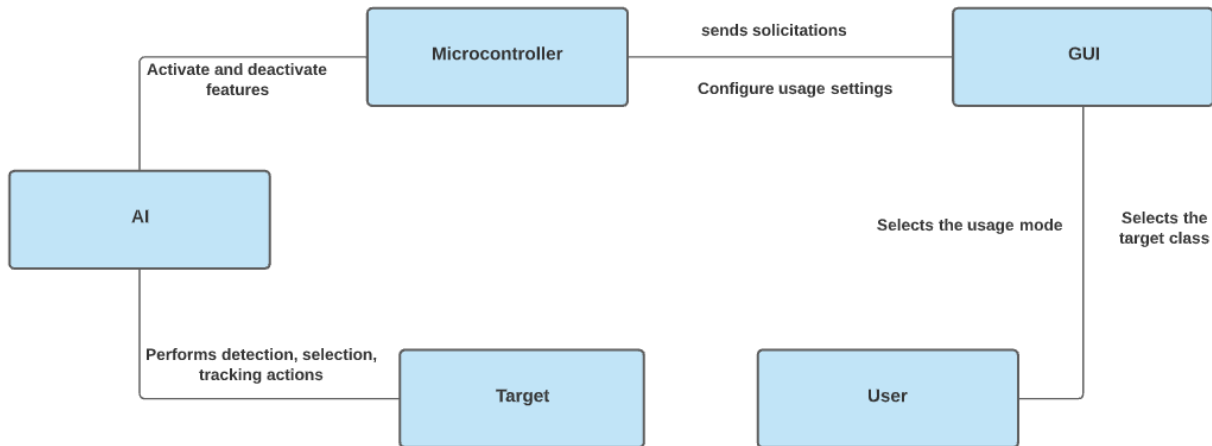 Microcontroller
sends solicitations
GUI
Activate and deactivate
features
Configure usage settings
AI
Selects the usage mode
Selects the
target class
Performs detection, selection,
tracking actions
Target
User